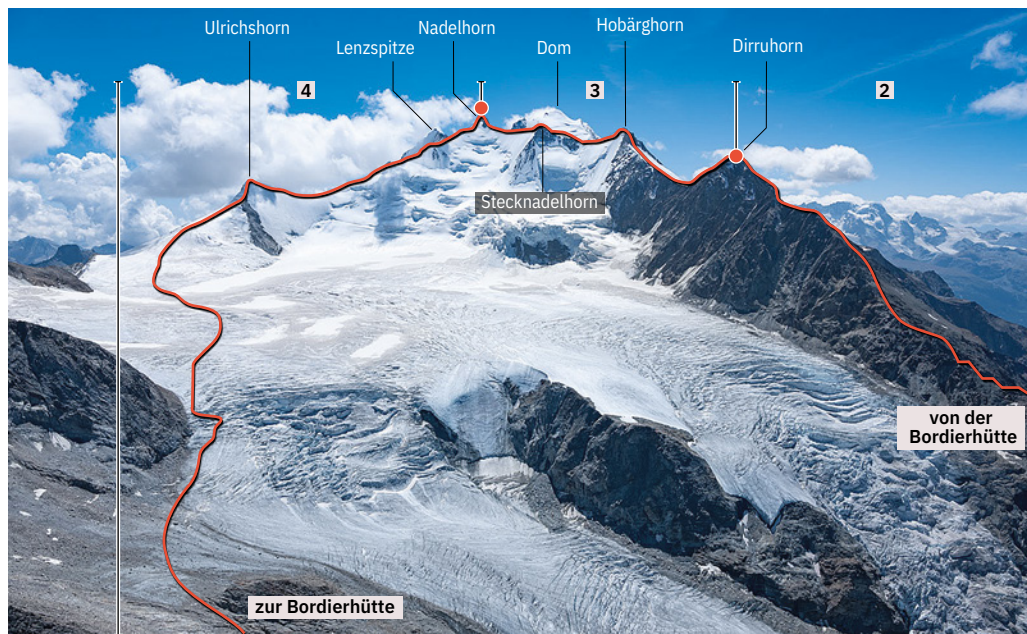 Ulrichshorn
Lenzspitze
Nadelhorn
Dom
Hobärghorn
Dirruhorn
4
3
2
Stecknadelhorn
von der
Bordierhütte
zur Bordierhütte